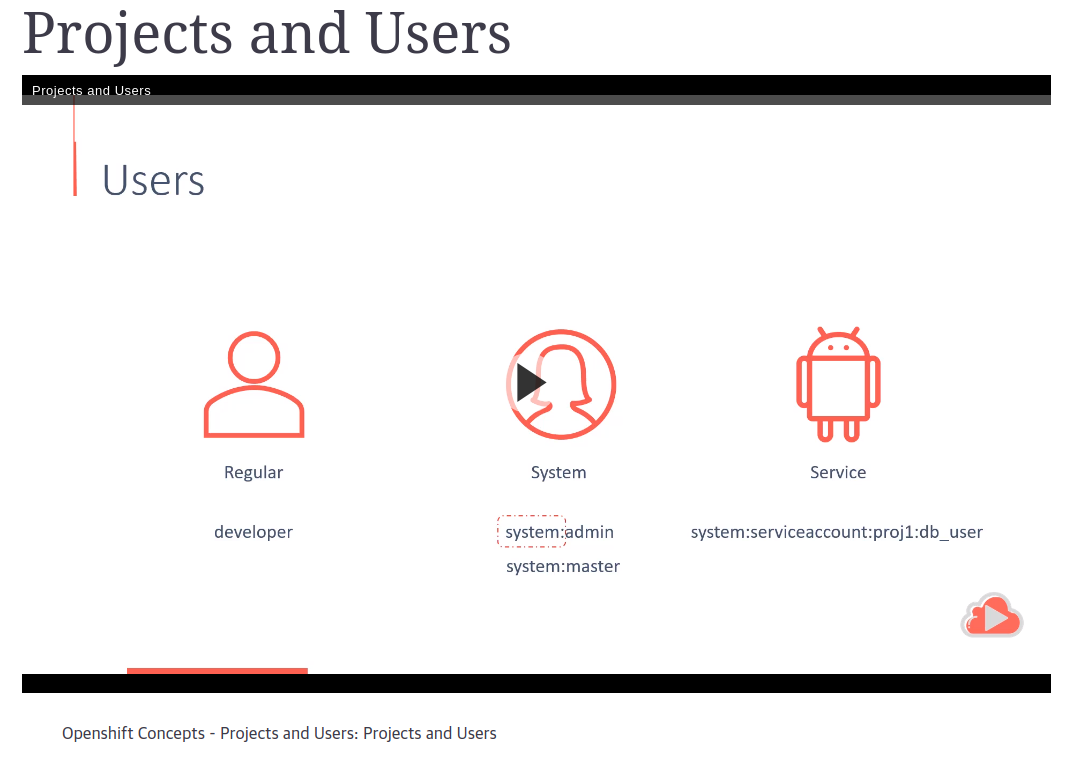 Projects and Users
Projects and Users
Users
Regular
System
Service
developer
system:admin
system:serviceaccount:proj1:db_user
system:master
Openshift Concepts - Projects and Users: Projects and Users